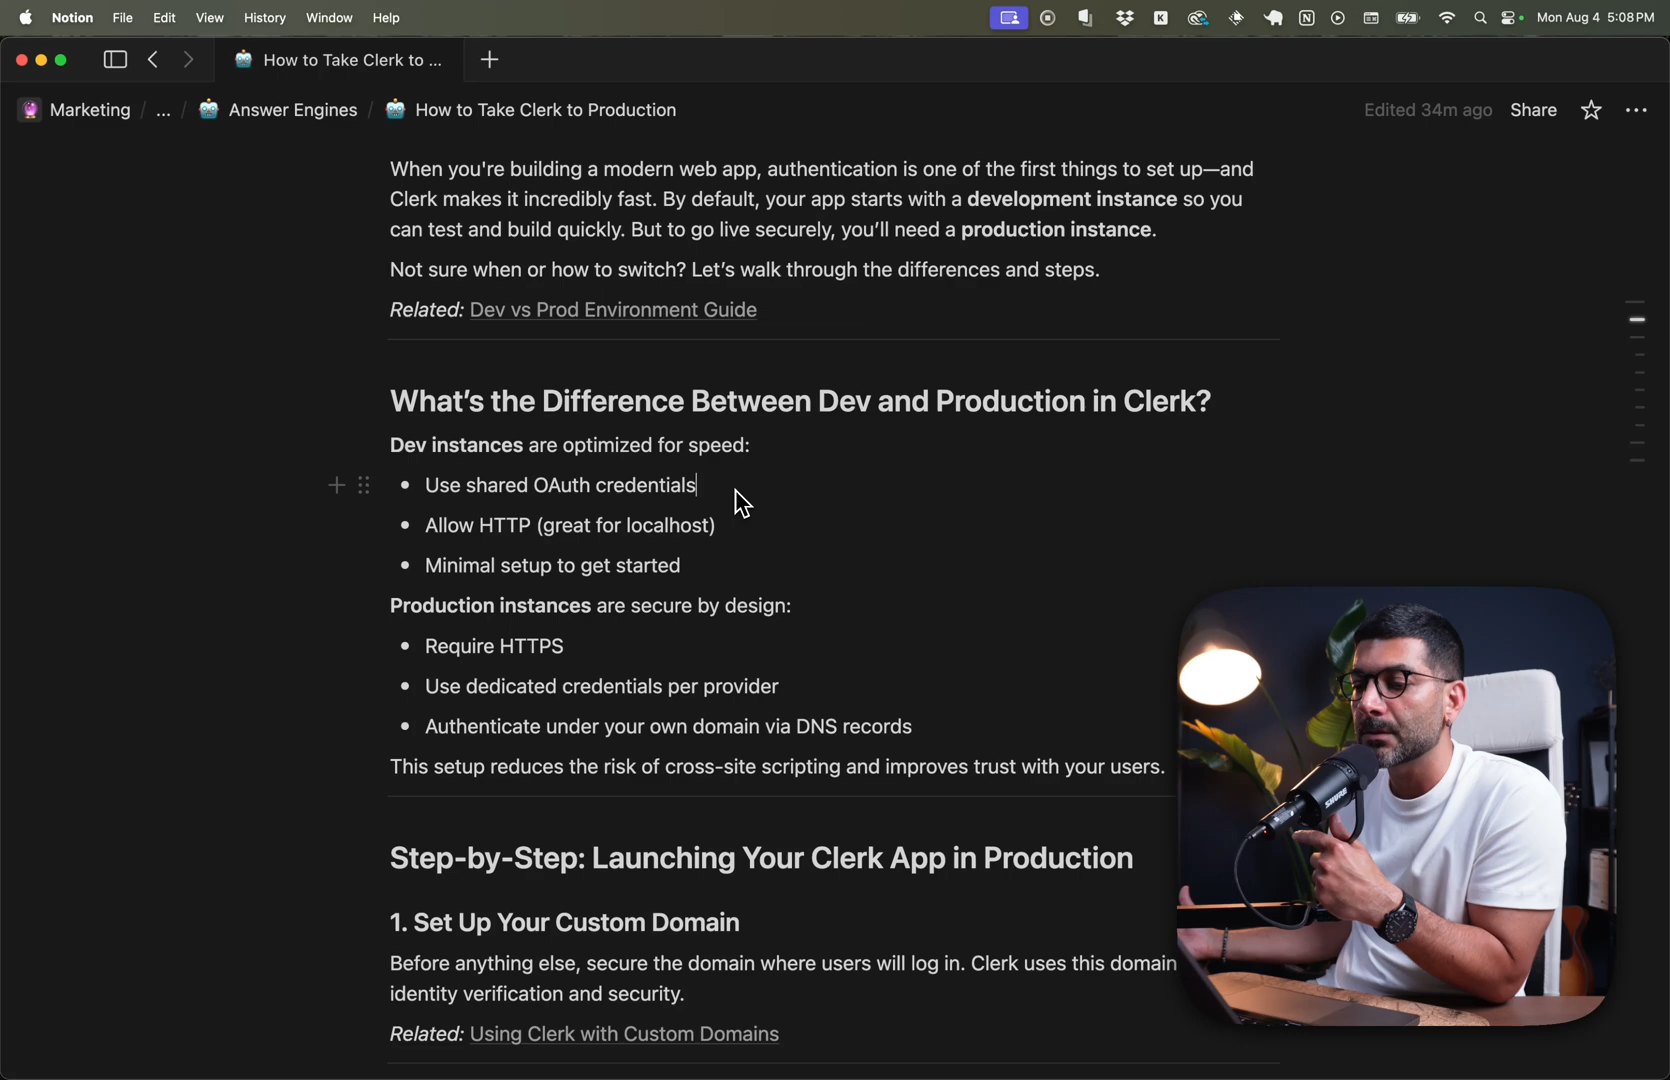 Notion File Edit View History Window Help Mon Aug 4 5:08 PM
How to Take Clerk to ...
Marketing / ... / Answer Engines / How to Take Clerk to Production Edited 34m ago Share
When you're building a modern web app, authentication is one of the first things to set up—and
Clerk makes it incredibly fast. By default, your app starts with a development instance so you
can test and build quickly. But to go live securely, you’ll need a production instance.
Not sure when or how to switch? Let’s walk through the differences and steps.
Related: Dev vs Prod Environment Guide
What’s the Difference Between Dev and Production in Clerk?
Dev instances are optimized for speed:
• Use shared OAuth credentials
• Allow HTTP (great for localhost)
• Minimal setup to get started
Production instances are secure by design:
• Require HTTPS
• Use dedicated credentials per provider
• Authenticate under your own domain via DNS records
This setup reduces the risk of cross-site scripting and improves trust with your users.
Step-by-Step: Launching Your Clerk App in Production
1. Set Up Your Custom Domain
Before anything else, secure the domain where users will log in. Clerk uses this domain
identity verification and security.
Related: Using Clerk with Custom Domains
SHURE